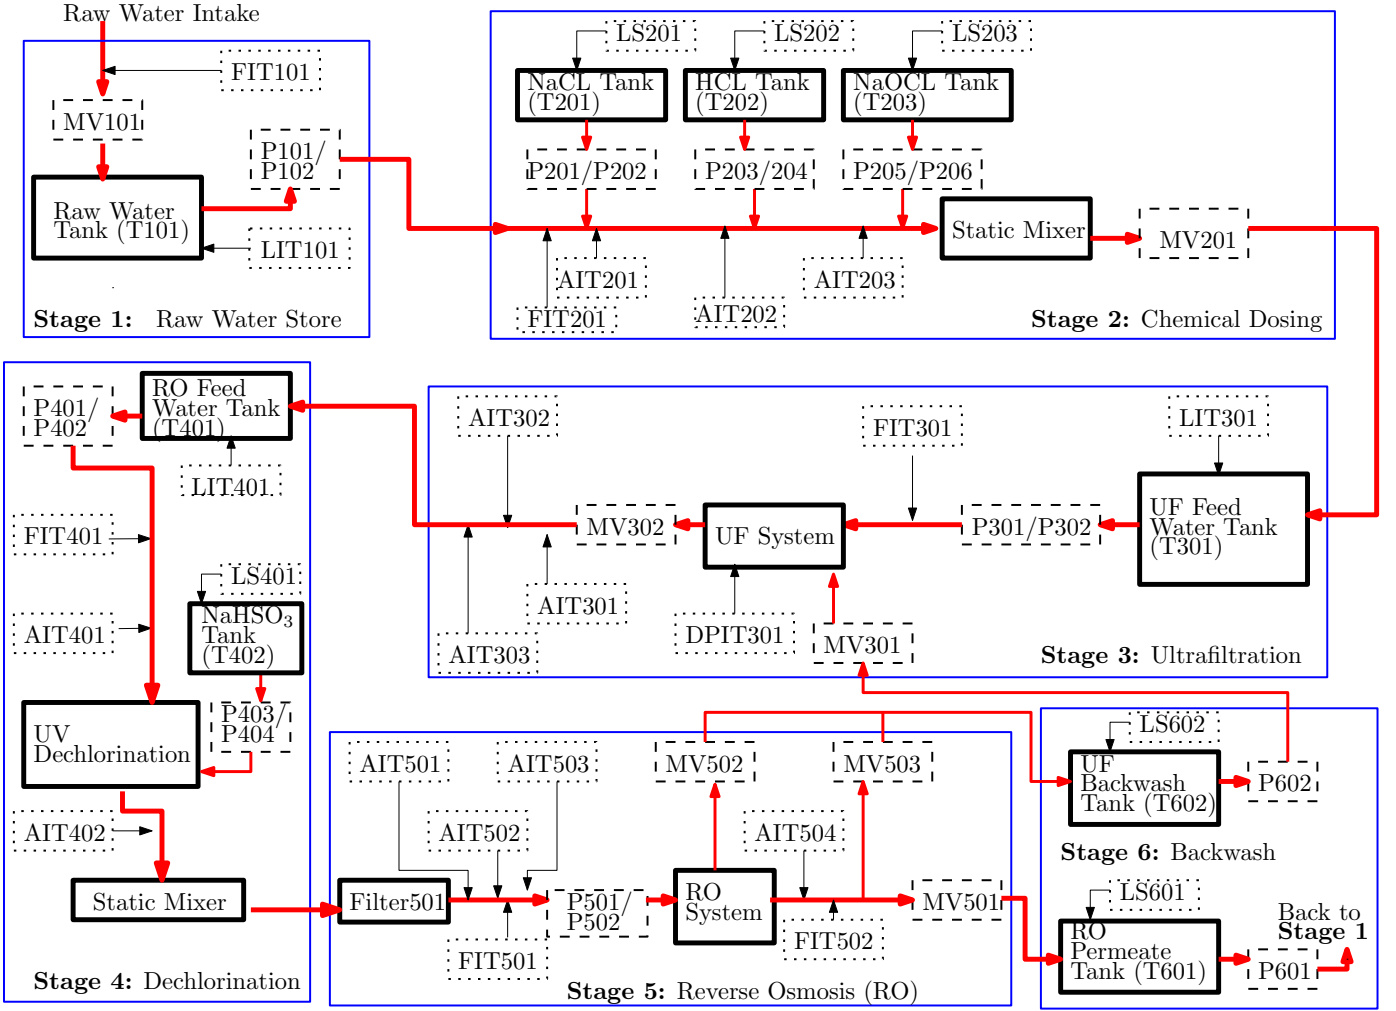 Raw Water Intake
FIT101
MV101
P101/
P102
Raw Water
Tank (T101)
LIT101
Stage 1: Raw Water Store
LS201
LS202
LS203
NaCL Tank
(T201)
HCL Tank
(T202)
NaOCL Tank
(T203)
P201/P202
P203/204
P205/P206
Static Mixer
MV201
AIT201
AIT203
FIT201
AIT202
Stage 2: Chemical Dosing
LIT301
FIT301
AIT302
UF Feed
Water Tank
(T301)
P301/P302
UF System
MV302
AIT301
AIT303
DPIT301
MV301
Stage 3: Ultrafiltration
RO Feed
Water Tank
(T401)
P401/
P402
LIT401
FIT401
LS401
AIT401
NaHSO₃
Tank
(T402)
P403/
P404
UV
Dechlorination
AIT402
Static Mixer
Stage 4: Dechlorination
AIT501
AIT503
AIT502
Filter501
P501/
P502
FIT501
RO
System
MV502
MV503
AIT504
FIT502
MV501
Stage 5: Reverse Osmosis (RO)
LS602
UF
Backwash
Tank (T602)
P602
Stage 6: Backwash
LS601
RO
Permeate
Tank (T601)
P601
Back to
Stage 1